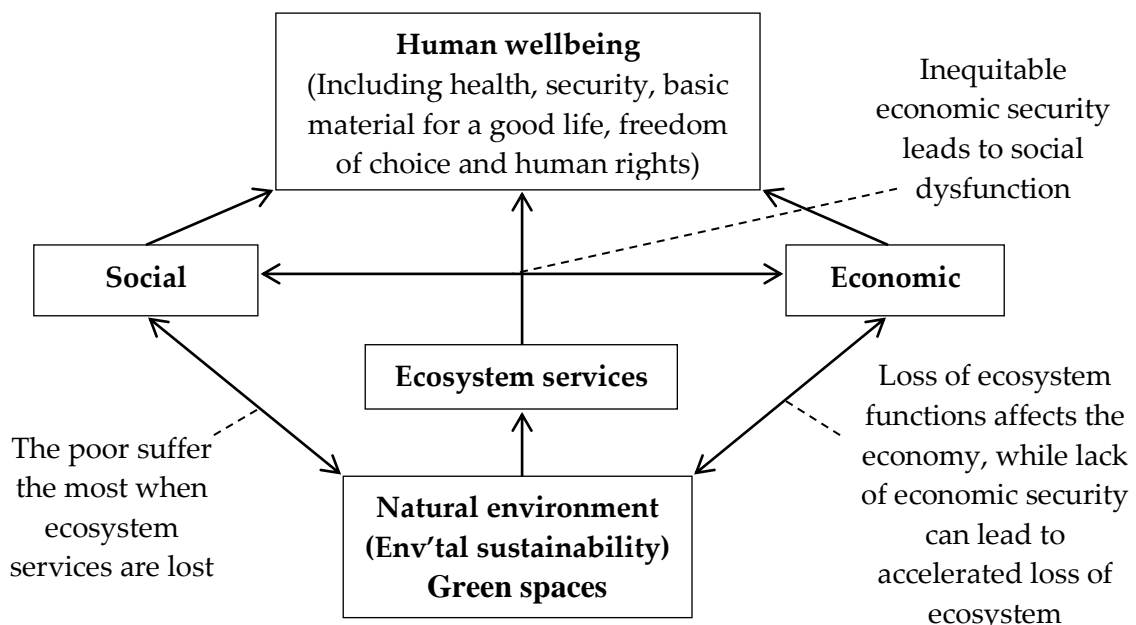 Human wellbeing
(Including health, security, basic
material for a good life, freedom
of choice and human rights)
Inequitable
economic security
leads to social
dysfunction
Social
Economic
Ecosystem services
The poor suffer
the most when
ecosystem
services are lost
Loss of ecosystem
functions affects the
economy, while lack
of economic security
can lead to
accelerated loss of
ecosystem
Natural environment
(Env'tal sustainability)
Green spaces